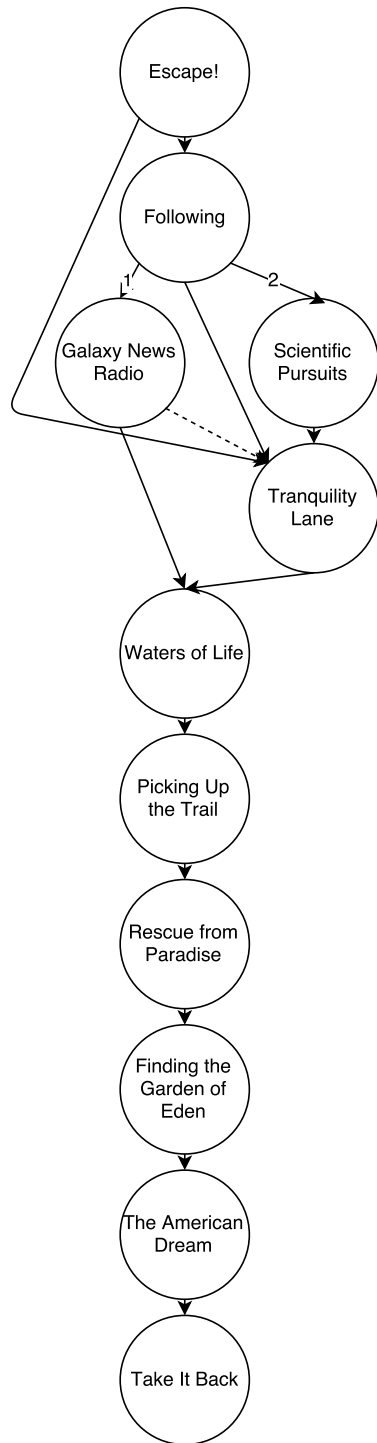 Escape!
Following
1
2
Galaxy News
Radio
Scientific
Pursuits
Tranquility
Lane
Waters of Life
Picking Up
the Trail
Rescue from
Paradise
Finding the
Garden of
Eden
The American
Dream
Take It Back